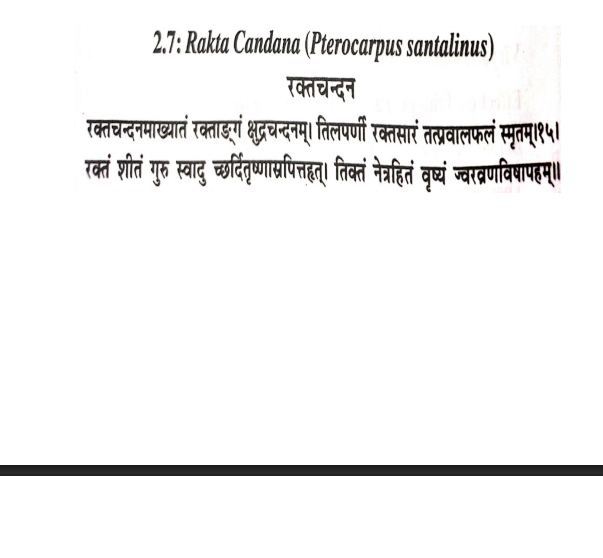 2.7: Rakta Candana (Pterocarpus santalinus)
रक्तचन्दन
रक्तचन्दनमाख्यातं रक्ताङ्गं क्षुद्रचन्दनम्। तिलपर्णी रक्तसारं तत्प्रवालफलं स्मृतम्।१५।
रक्तं शीतं गुरु स्वादु च्छर्दितृष्णास्रपित्तहृत्। तिक्तं नेत्रहितं वृष्यं ज्वरव्रणविषापहम्॥